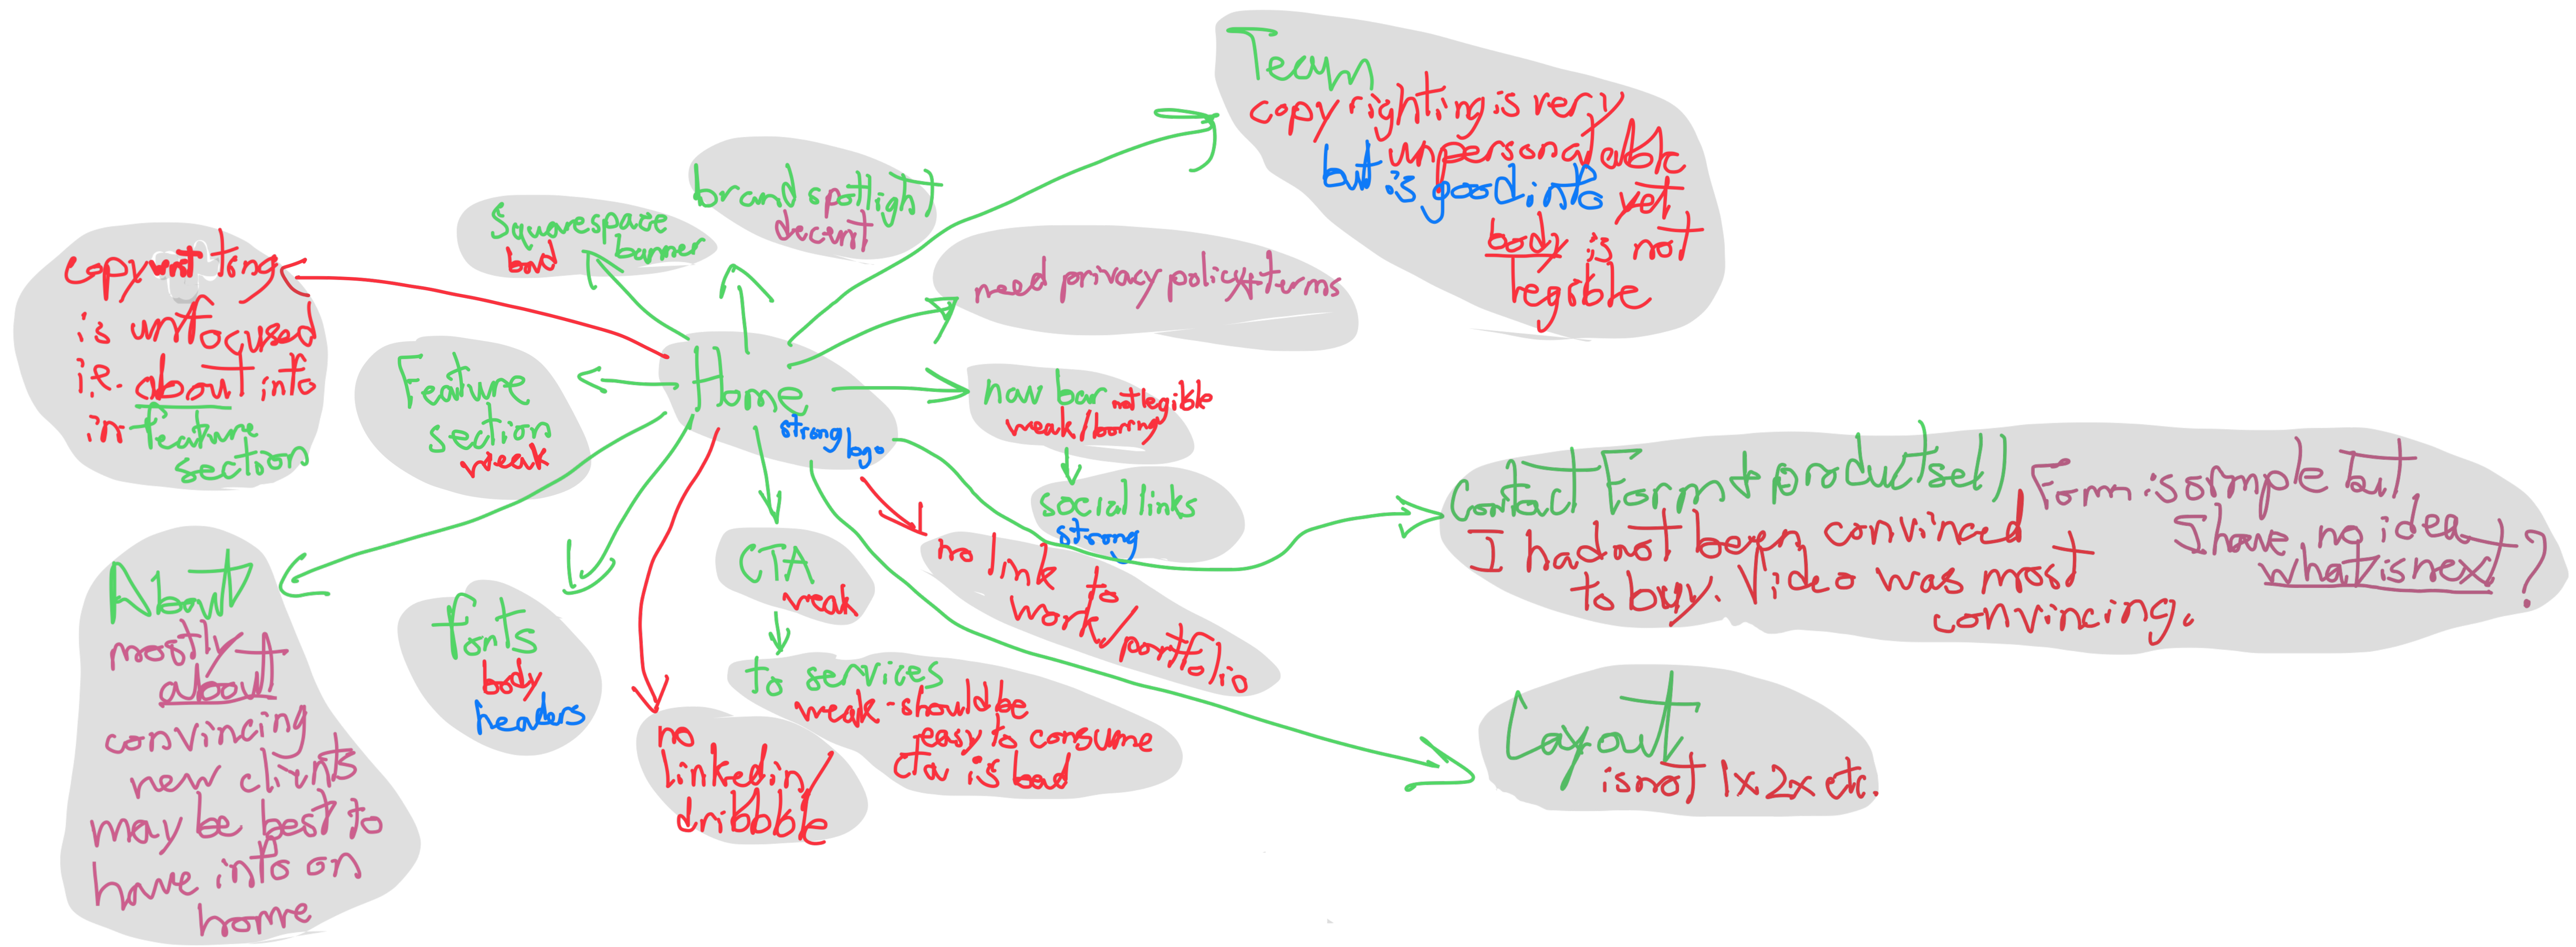 Team
copy righting is very
unpersonatable
but is good info yet
body is not
legible
brand spotlight
decent
Squarespace
banner
bad
need privacy policy + terms
copywriting
is unfocused
i.e. about info
in feature
section
Feature
section
weak
Home
strong logo
nav bar not legible
weak/boring
social links
strong
Contact Form + product sell
I had not been convinced
to buy. Video was most
convincing.
Form is simple but
I have no idea
what is next?
About
mostly
about
convincing
new clients
may be best to
have info on
home
fonts
body
headers
CTA
weak
to services
weak - should be
easy to consume
cta is bad
no link to
work/portfolio
no
linkedin/
dribbble
Layout
is not 1x 2x etc.